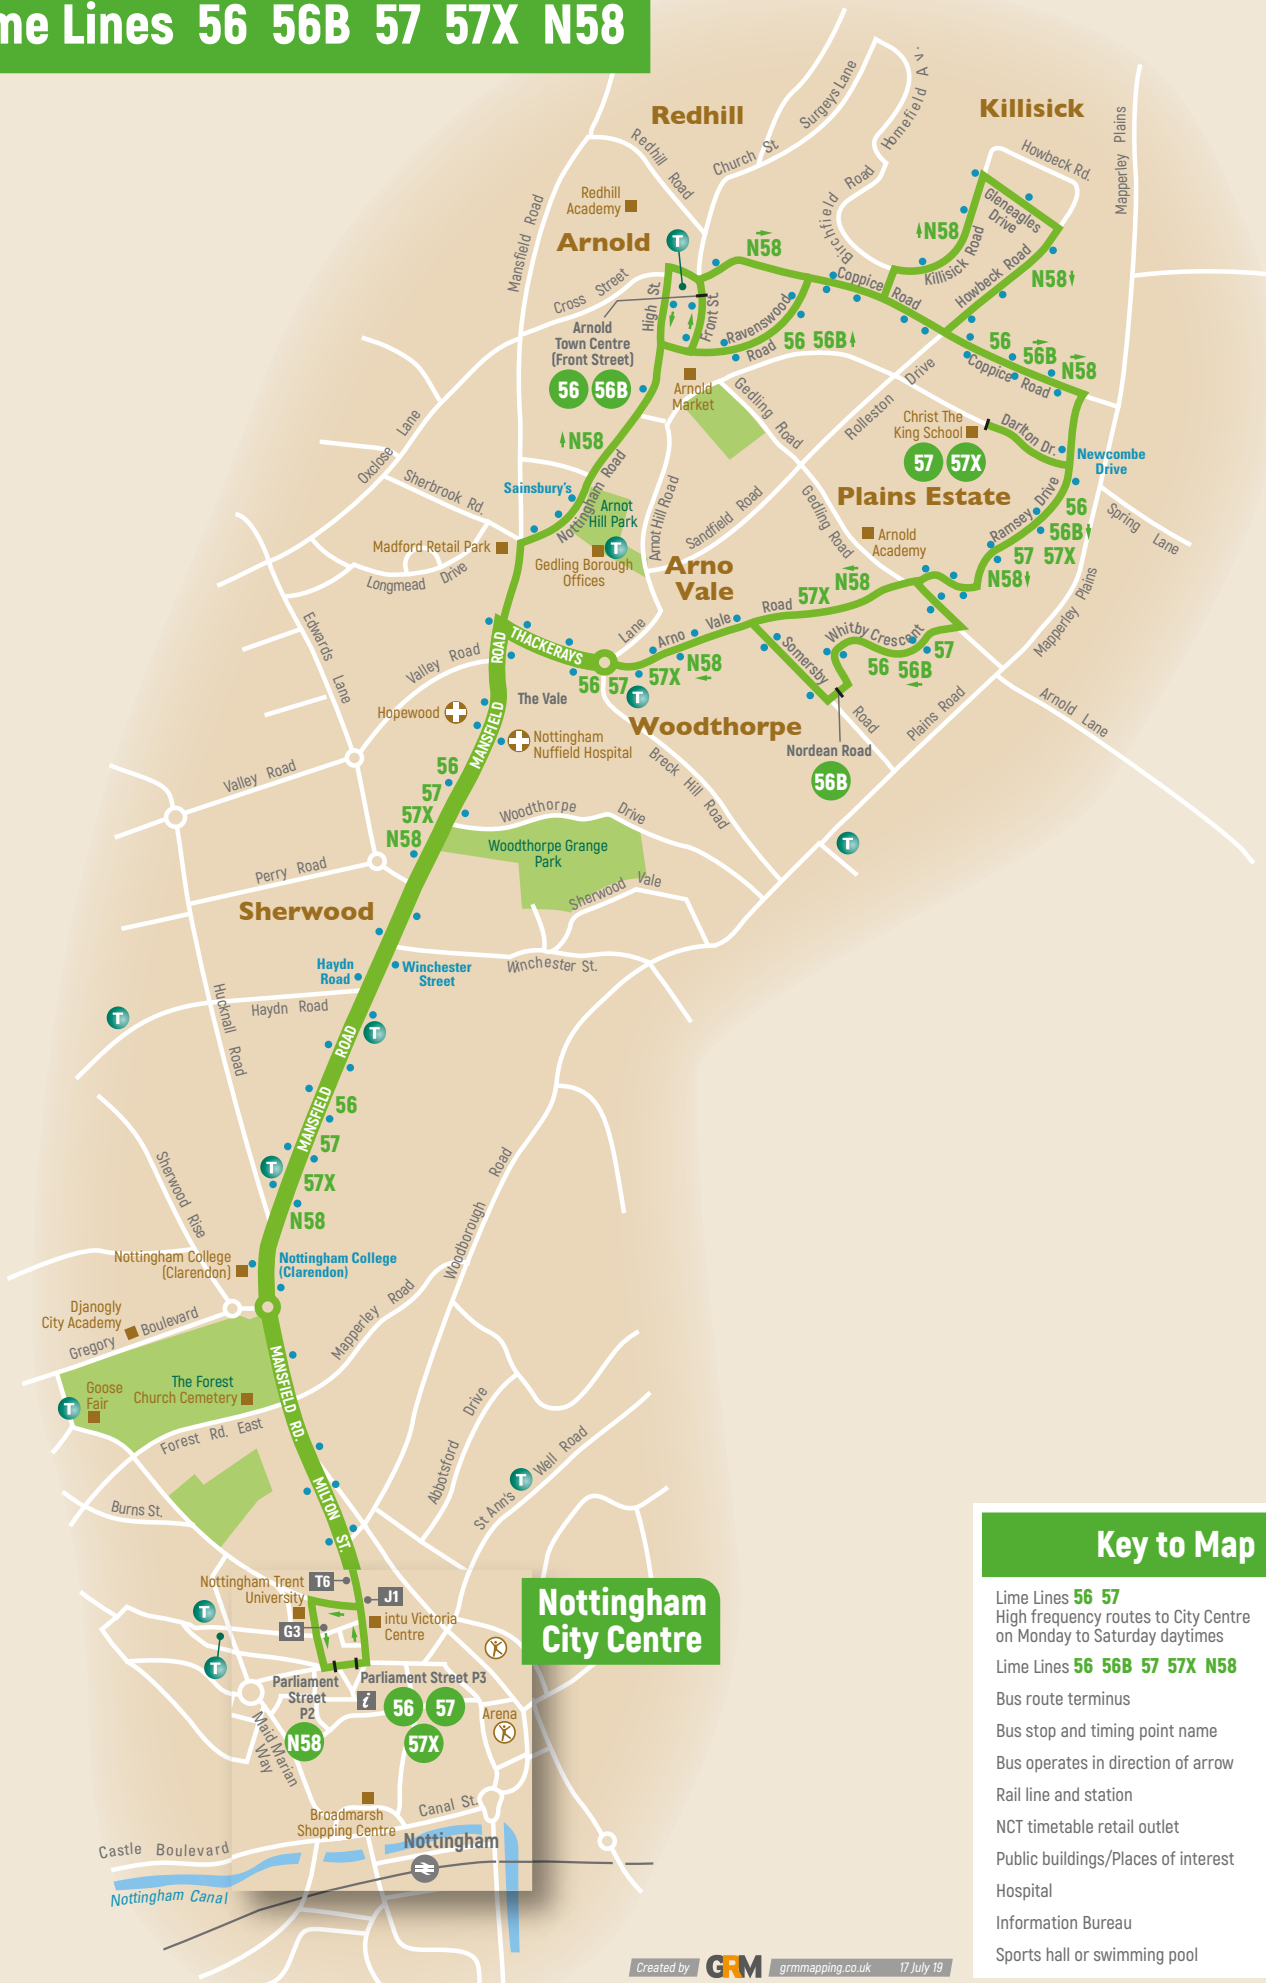 me Lines 56 56B 57 57X N58
Redhill
Killisick
Surgeys Lane
Homefield Av.
Mapperley Plains
Howbeck Rd.
Redhill Road
Church St
Birchfield Road
Redhill
Academy
Mansfield Road
Arnold
T
N58
N58
Gleneagles
Drive
Killisick Road
Howbeck Road
N58
Cross Street
High St
Front St
Coppice Road
Ravenswood
Road
Arnold
Town Centre
(Front Street)
56 56B
56 56B
56
56B
N58
Coppice Road
Arnold
Market
Gedling Road
Rolleston Drive
Oxclose Lane
N58
Christ The
King School
57 57X
Darlton Dr.
Newcombe
Drive
Sherbrook Rd.
Sainsbury's
Nottingham Road
Arnot
Hill Park
Arnot Hill Road
Sandfield Road
Gedling Road
Plains Estate
Ramsey Drive
56
56B
57 57X
N58
Spring Lane
Madford Retail Park
T
Gedling Borough
Offices
Arnold
Academy
Arno
Vale
Longmead Drive
N58
57X
Edwards Lane
THACKERAYS
Lane
Arno Vale
Road
Whitby Crescent
57
56 56B
Somersby
Road
Mapperley Plains
Valley Road
ROAD
The Vale
56 57
57X N58
T
Woodthorpe
Plains Road
Arnold Lane
Hopewood
MANSFIELD
Nottingham
Nuffield Hospital
Nordean Road
56B
Valley Road
56
57
57X
N58
Breck Hill Road
Woodthorpe Drive
Woodthorpe Grange
Park
T
Perry Road
Sherwood Vale
Sherwood
Haydn
Road
Winchester
Street
Winchester St.
Hucknall Road
Haydn Road
T
T
ROAD
MANSFIELD
56
57
57X
N58
T
Sherwood Rise
Woodborough Road
Nottingham College
(Clarendon)
Nottingham College
(Clarendon)
Djanogly
City Academy
Gregory Boulevard
Mapperley Road
MANSFIELD RD.
The Forest
Church Cemetery
Goose
Fair
T
Forest Rd. East
Abbotsford Drive
St Ann's Well Road
T
Burns St.
MILTON ST.
Nottingham Trent
University
T6
J1
G3
T
T
intu Victoria
Centre
Nottingham
City Centre
Parliament
Street
P2
N58
Parliament Street P3
i
56 57
57X
Arena
Maid Marian
Way
Broadmarsh
Shopping Centre
Canal St.
Nottingham
Castle Boulevard
Nottingham Canal
Key to Map
Lime Lines 56 57
High frequency routes to City Centre
on Monday to Saturday daytimes
Lime Lines 56 56B 57 57X N58
Bus route terminus
Bus stop and timing point name
Bus operates in direction of arrow
Rail line and station
NCT timetable retail outlet
Public buildings/Places of interest
Hospital
Information Bureau
Sports hall or swimming pool
Created by GRM grmmapping.co.uk 17 July 19